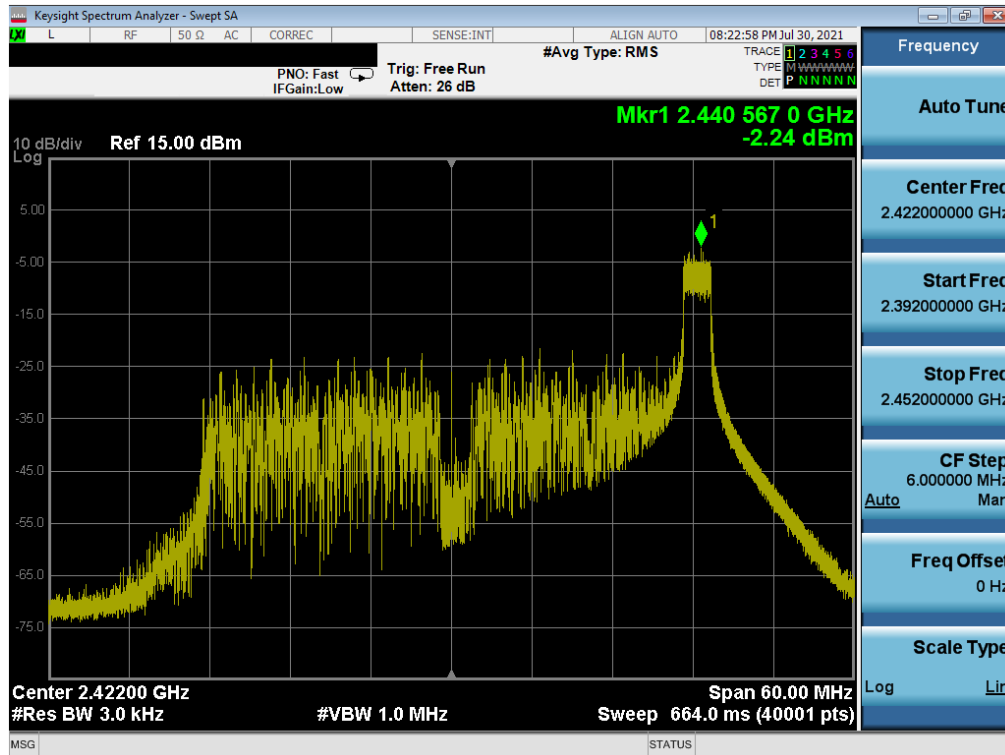 Keysight Spectrum Analyzer - Swept SA
LXI L RF 50 Ω AC CORREC SENSE:INT ALIGN AUTO 08:22:58 PM Jul 30, 2021
#Avg Type: RMS
TRACE 1 2 3 4 5 6
TYPE M WWWWW
DET P N N N N N
PNO: Fast
IFGain:Low
Trig: Free Run
Atten: 26 dB
Mkr1 2.440 567 0 GHz
-2.24 dBm
10 dB/div
Log
Ref 15.00 dBm
5.00
-5.00
-15.0
-25.0
-35.0
-45.0
-55.0
-65.0
-75.0
1
Center 2.42200 GHz
#Res BW 3.0 kHz
#VBW 1.0 MHz
Span 60.00 MHz
Sweep 664.0 ms (40001 pts)
MSG
STATUS
Frequency
Auto Tune
Center Freq
2.422000000 GHz
Start Freq
2.392000000 GHz
Stop Freq
2.452000000 GHz
CF Step
6.000000 MHz
Auto Man
Freq Offset
0 Hz
Scale Type
Log Lin